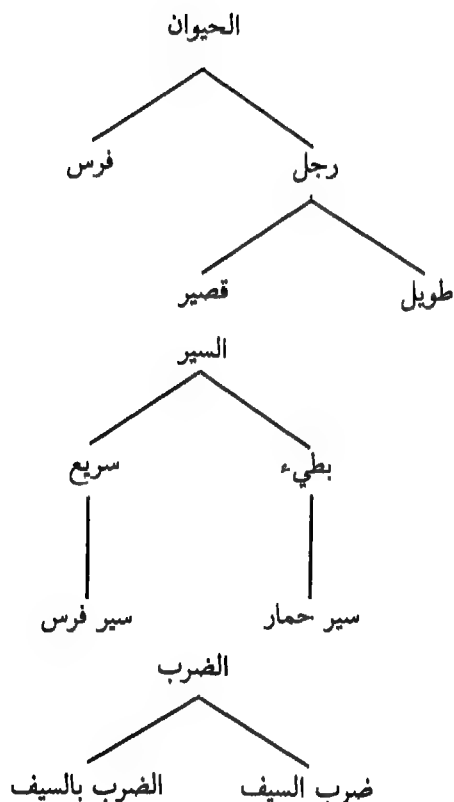 الحيوان
رجل فرس
طويل قصير
السير
بطيء سريع
سير حمار سير فرس
الضرب
ضرب السيف الضرب بالسيف